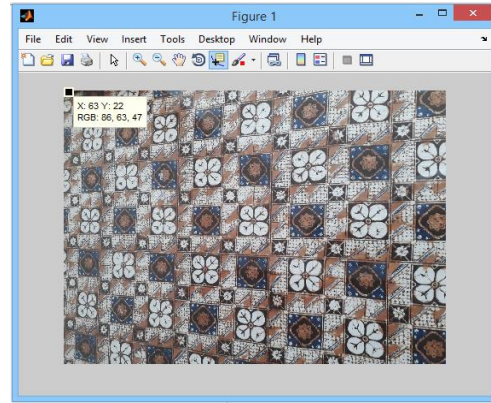 Figure 1
File Edit View Insert Tools Desktop Window Help
X: 63 Y: 22
RGB: 86, 63, 47